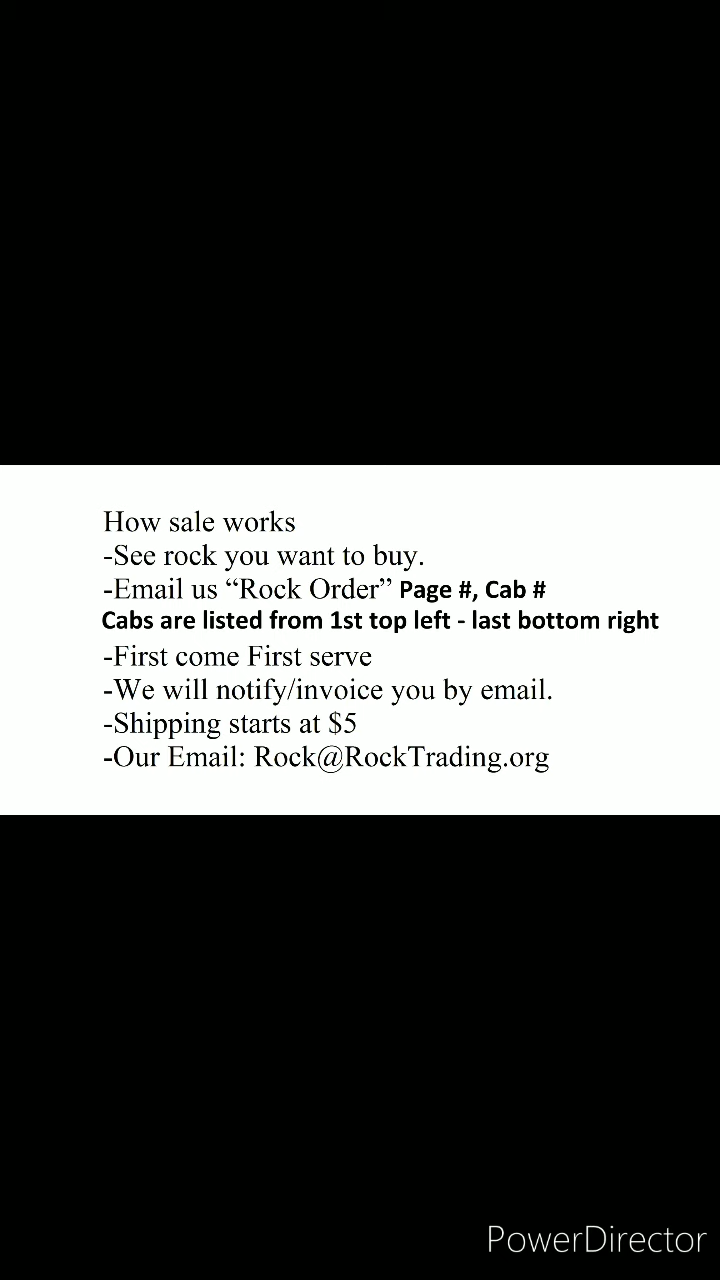 How sale works
-See rock you want to buy.
-Email us “Rock Order” Page #, Cab #
Cabs are listed from 1st top left - last bottom right
-First come First serve
-We will notify/invoice you by email.
-Shipping starts at $5
-Our Email: Rock@RockTrading.org
PowerDirector